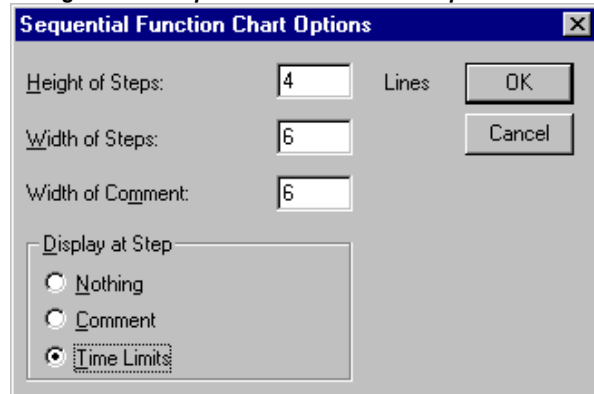 Sequential Function Chart Options
Height of Steps: 4 Lines OK
Width of Steps: 6 Cancel
Width of Comment: 6
Display at Step
Nothing
Comment
Time Limits